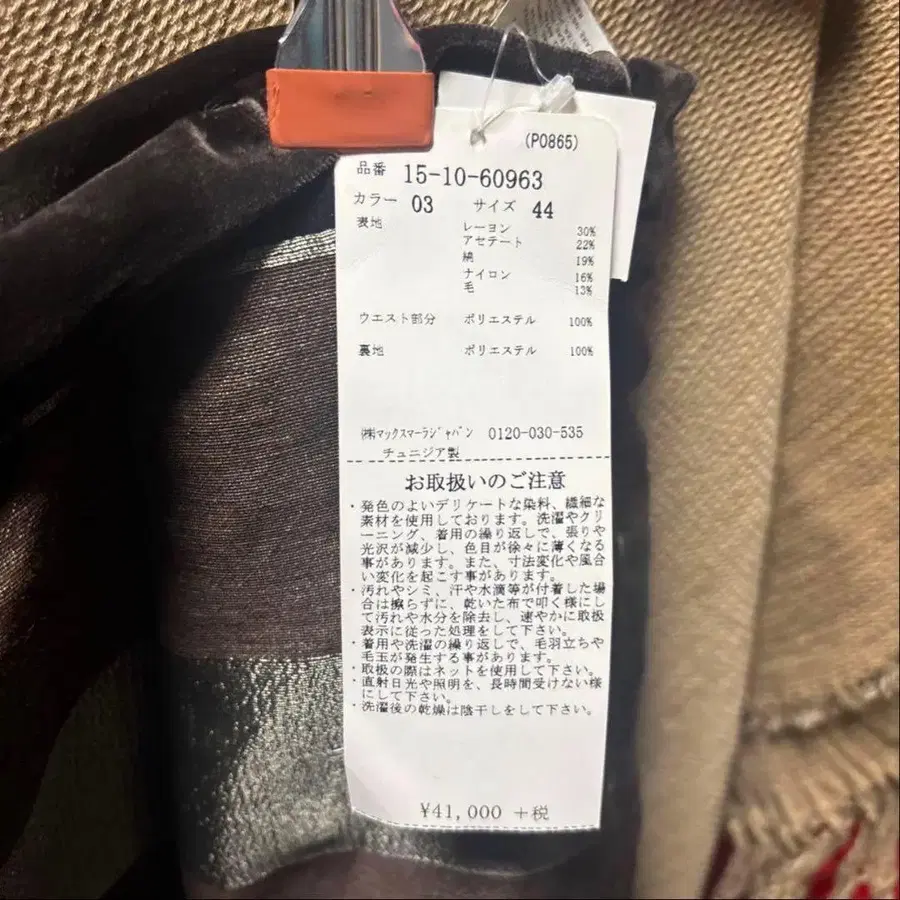 (P0865)
品番 15-10-60963
カラー 03 サイズ 44
表地 レーヨン 30%
アセテート 22%
綿 19%
ナイロン 16%
毛 13%
ウエスト部分 ポリエステル 100%
裏地 ポリエステル 100%
㈱マックスマーラジャパン 0120-030-535
チュニジア製
お取扱いのご注意
・発色のよいデリケートな染料、繊細な
素材を使用しております。洗濯やクリ
ーニング、着用の繰り返しで、張りや
光沢が減少し、色目が徐々に薄くなる
事があります。また、寸法変化や風合
い変化を起こす事があります。
・汚れやシミ、汗や水滴等が付着した場
合は擦らずに、乾いた布で叩く様にし
て汚れや水分を除去し、速やかに取扱
表示に従った処理をして下さい。
・着用や洗濯の繰り返しで、毛羽立ちや
毛玉が発生する事があります。
・取扱の際はネットを使用して下さい。
・直射日光や照明を、長時間受けない様
にして下さい。
・洗濯後の乾燥は陰干しをして下さい。
¥41,000 +税